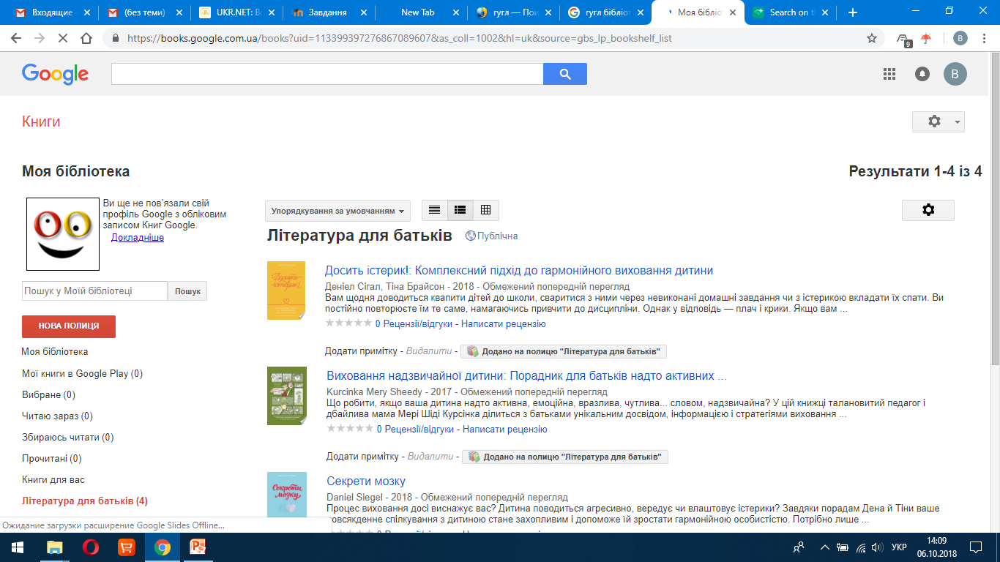 Входящие -
(без теми) -
UKR.NET: Вс
Завдання
New Tab
гугл — Пои
гугл бібліот
Моя бібліо
Search on t
https://books.google.com.ua/books?uid=113399397276867089607&as_coll=1002&hl=uk&source=gbs_lp_bookshelf_list
9
B
Google
B
Книги
Моя бібліотека
Результати 1-4 із 4
Ви ще не пов’язали свій
профіль Google з обліковим
записом Книг Google.
Докладніше
Пошук у Моїй бібліотеці
Пошук
НОВА ПОЛИЦЯ
Моя бібліотека
Мої книги в Google Play (0)
Вибране (0)
Читаю зараз (0)
Збираюсь читати (0)
Прочитані (0)
Книги для вас
Література для батьків (4)
Упорядкування за умовчанням
Література для батьків
Публічна
Досить істерик!: Комплексний підхід до гармонійного виховання дитини
Деніел Сігал, Тіна Брайсон - 2018 - Обмежений попередній перегляд
Вам щодня доводиться квапити дітей до школи, сваритися з ними через невиконані домашні завдання чи з істерикою вкладати їх спати. Ви
постійно повторюєте їм те саме, намагаючись привчити до дисципліни. Однак у відповідь — плач і крики. Якщо вам ...
0 Рецензії/відгуки - Написати рецензію
Додати примітку - Видалити - Додано на полицю "Література для батьків"
Виховання надзвичайної дитини: Порадник для батьків надто активних ...
Kurcinka Mery Sheedy - 2017 - Обмежений попередній перегляд
Що робити, якщо ваша дитина надто активна, емоційна, вразлива, чутлива... словом, надзвичайна? У цій книжці талановитий педагог і
дбайлива мама Мері Шіді Курсінка ділиться з батьками унікальним досвідом, інформацією і стратегіями виховання ...
0 Рецензії/відгуки - Написати рецензію
Додати примітку - Видалити - Додано на полицю "Література для батьків"
Секрети
мозку
Секрети мозку
Daniel Siegel - 2018 - Обмежений попередній перегляд
Процес виховання досі виснажує вас? Дитина поводиться агресивно, вередує чи влаштовує істерики? Завдяки порадам Дена й Тіни ваше
повсякденне спілкування з дитиною стане захопливим і допоможе їй зростати гармонійною особистістю. Потрібно лише ...
Ожидание загрузки расширение Google Slides Offline...
УКР
14:09
06.10.2018